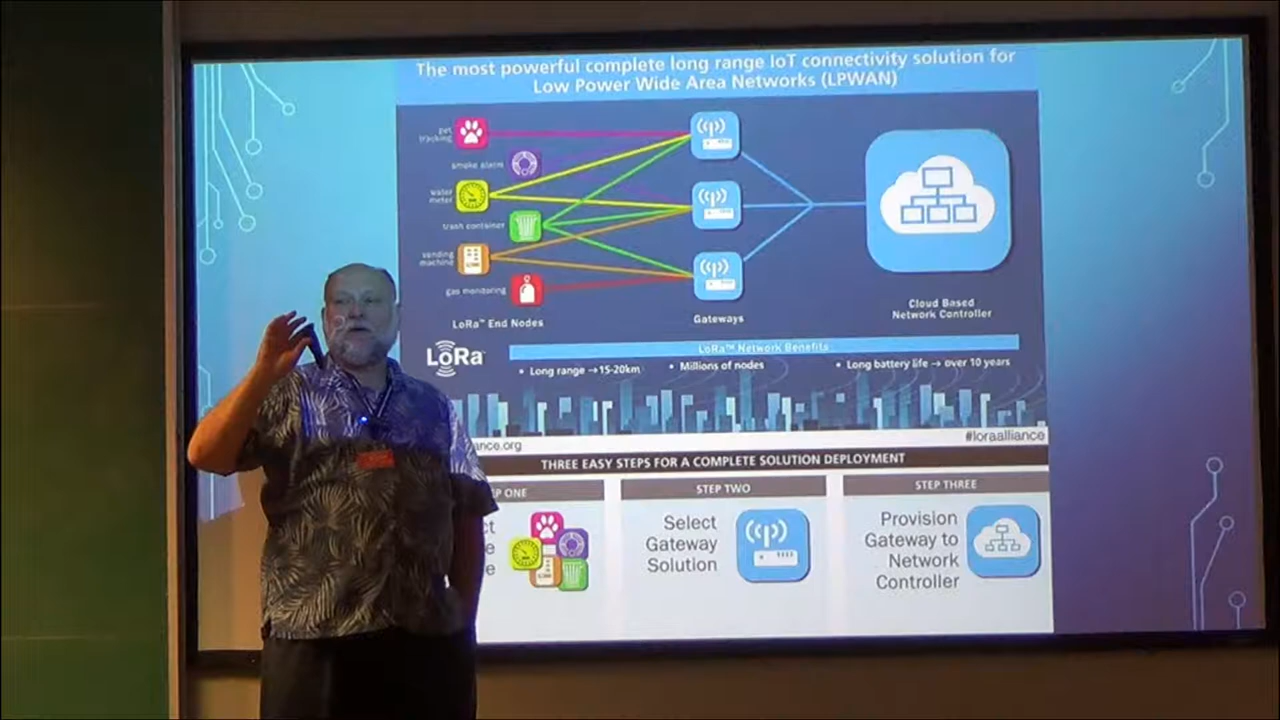 The most powerful complete long range IoT connectivity solution for
Low Power Wide Area Networks (LPWAN)
pet
tracking
smoke alarm
water
meter
trash container
vending
machine
gas monitoring
LoRa™ End Nodes
Gateways
Cloud Based
Network Controller
LoRa
LoRa™ Network Benefits
• Long range →15-20km
• Millions of nodes
• Long battery life → over 10 years
ance.org
#loraalliance
THREE EASY STEPS FOR A COMPLETE SOLUTION DEPLOYMENT
P ONE
STEP TWO
STEP THREE
ct
e
e
Select
Gateway
Solution
Provision
Gateway to
Network
Controller